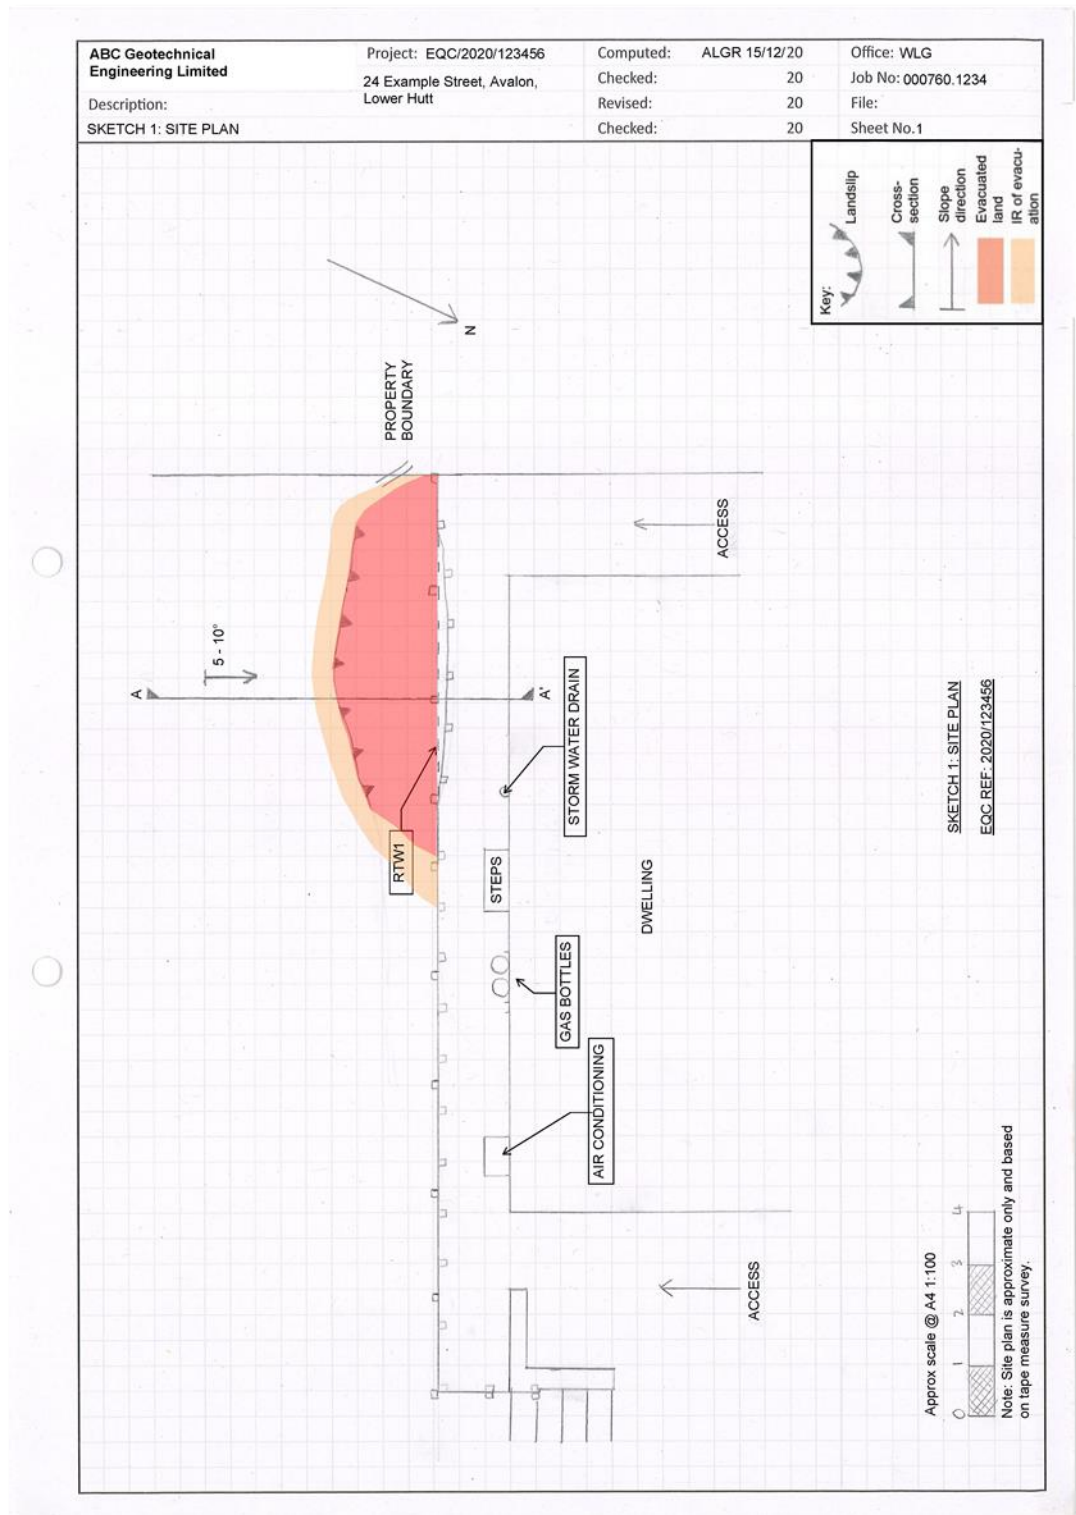 ABC Geotechnical
Engineering Limited
Description:
SKETCH 1: SITE PLAN
Project: EQC/2020/123456
24 Example Street, Avalon,
Lower Hutt
Computed: ALGR 15/12/20
Checked: 20
Revised: 20
Checked: 20
Office: WLG
Job No: 000760.1234
File:
Sheet No.1
Key:
Landslip
Cross-
section
Slope
direction
Evacuated
land
IR of evacu-
ation
N
PROPERTY
BOUNDARY
ACCESS
5 - 10°
A
A'
STORM WATER DRAIN
RTW1
STEPS
DWELLING
GAS BOTTLES
AIR CONDITIONING
ACCESS
SKETCH 1: SITE PLAN
EQC REF: 2020/123456
Approx scale @ A4 1:100
0 1 2 3 4
Note: Site plan is approximate only and based
on tape measure survey.